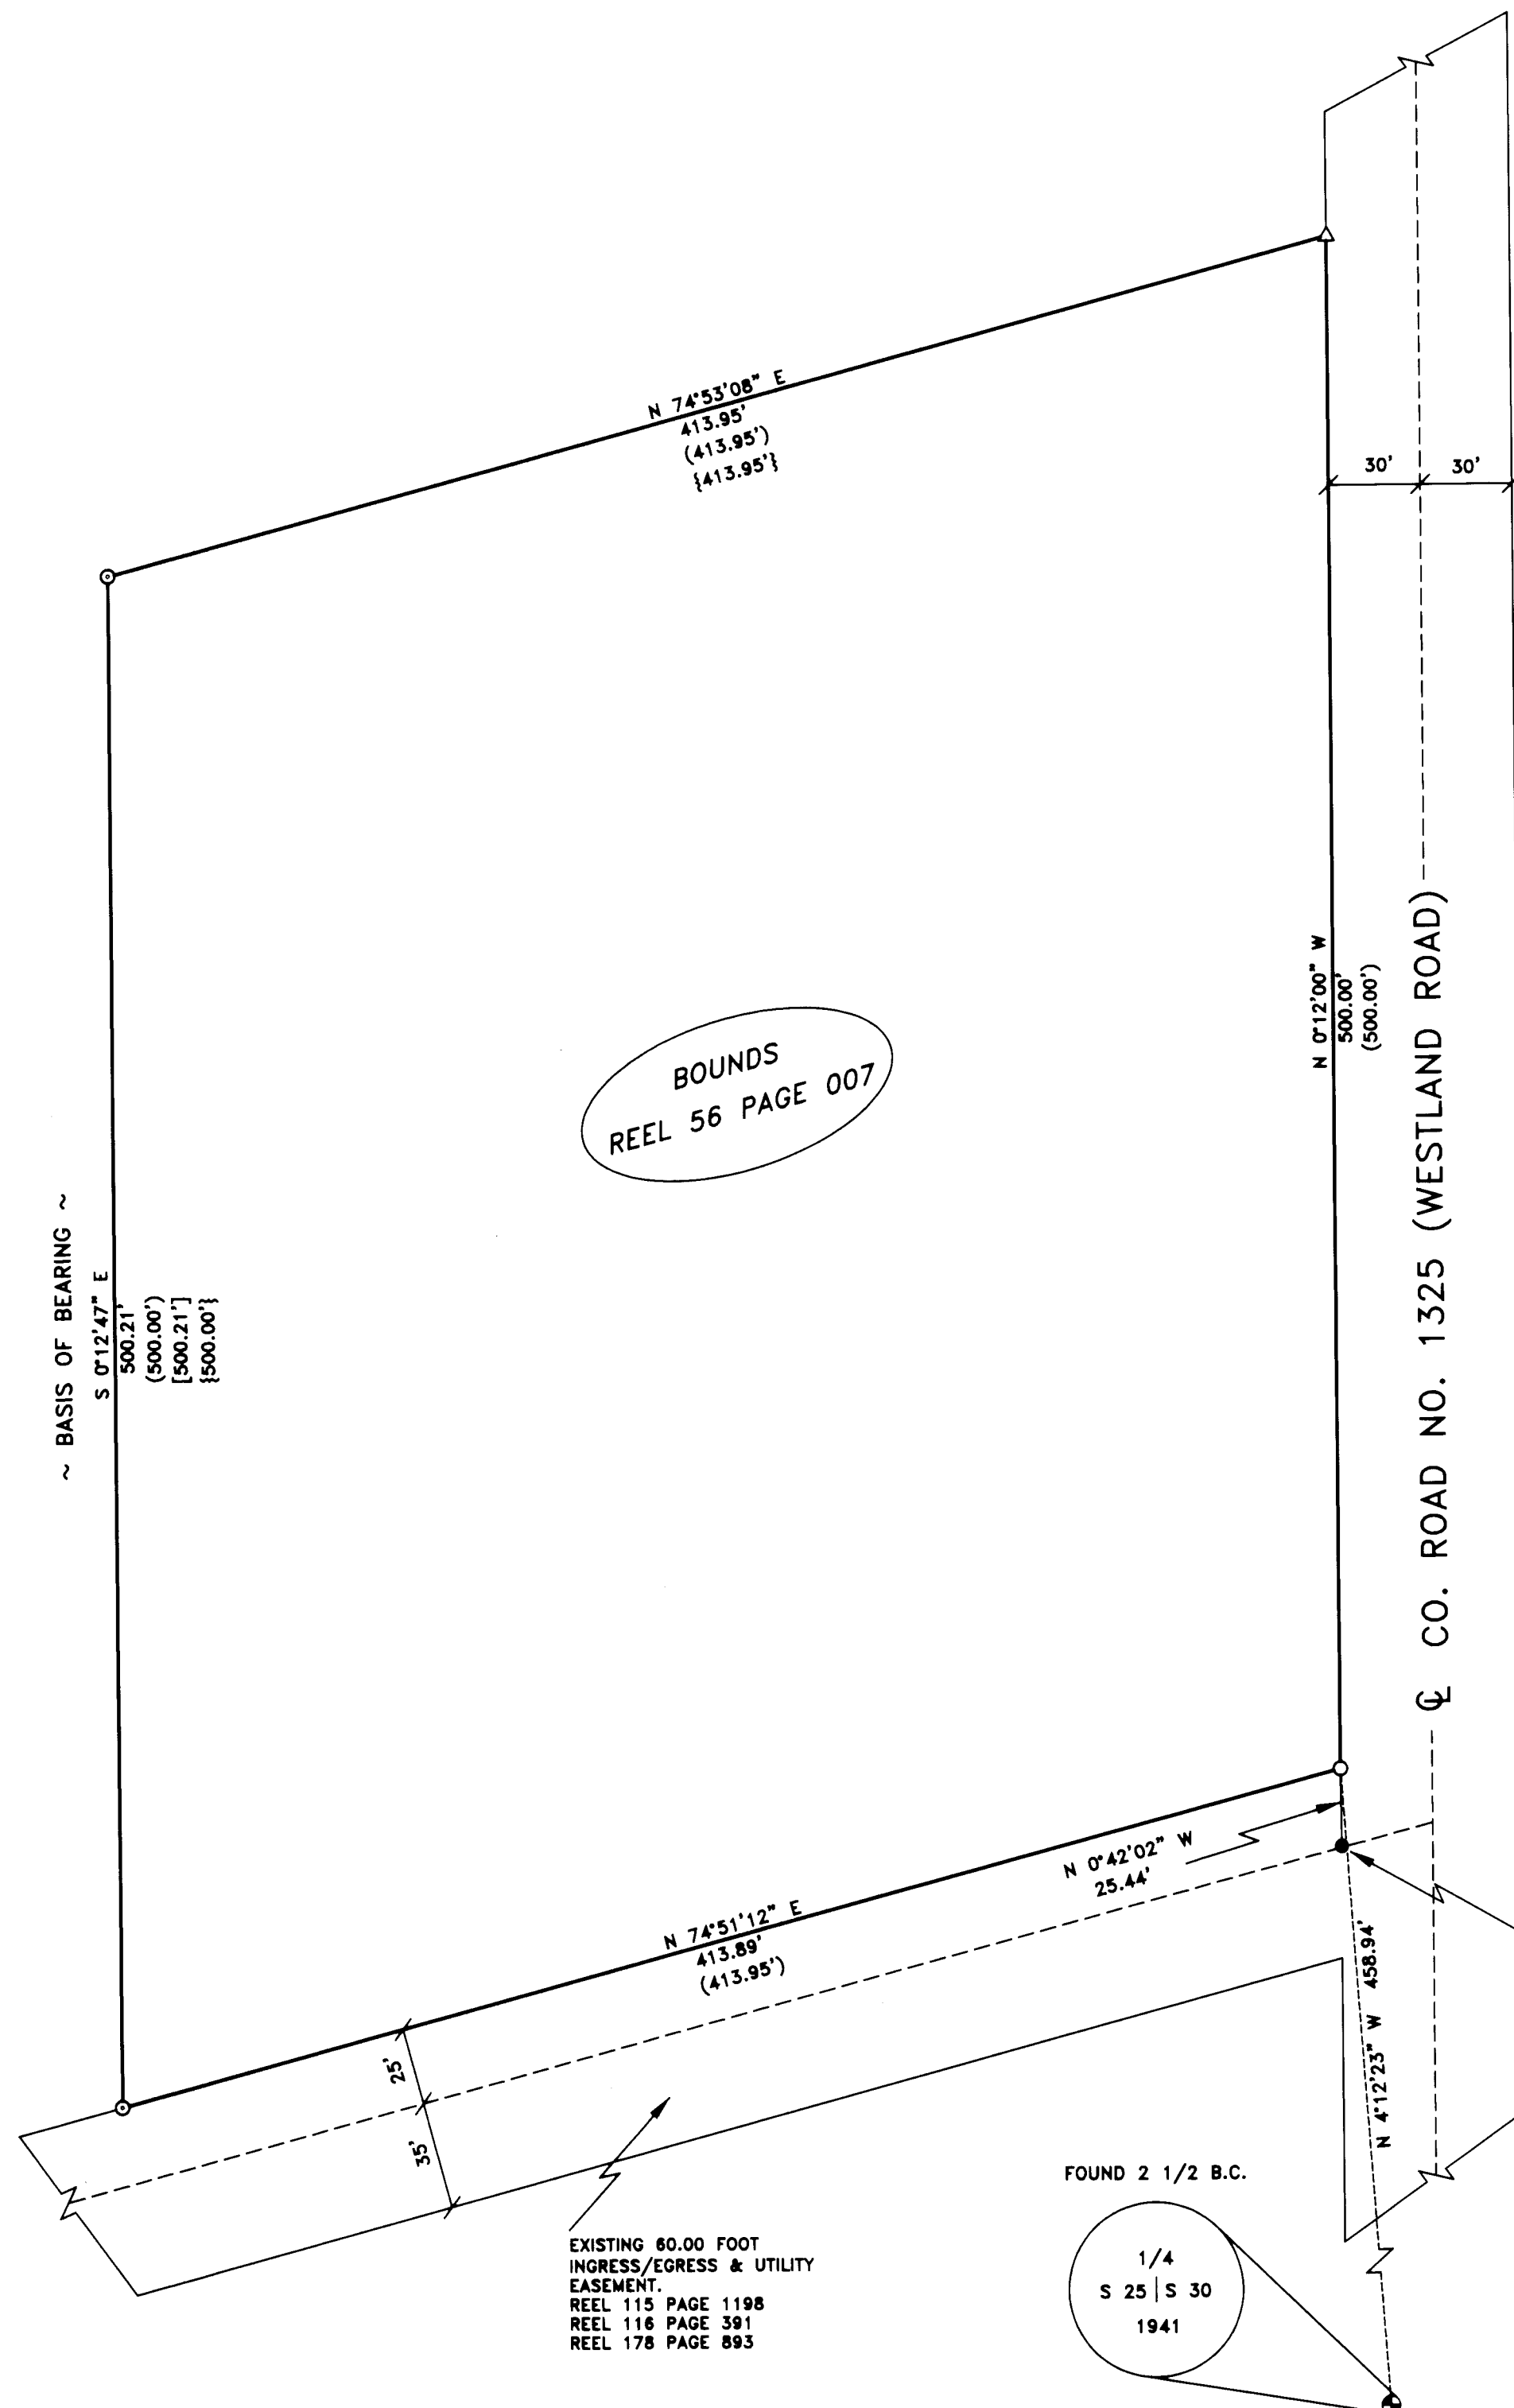 N 74°53'08" E
413.95'
(413.95')
{413.95'}
30'
30'
BOUNDS
REEL 56 PAGE 007
N 0°12'00" W
500.00'
(500.00')
℄ CO. ROAD NO. 1325 (WESTLAND ROAD)
~ BASIS OF BEARING ~
S 0°12'47" E
500.21'
(500.00')
[500.21']
{500.00'}
N 0°42'02" W
25.44'
N 74°51'12" E
413.89'
(413.95')
N 4°12'23" W 458.94'
25'
35'
FOUND 2 1/2 B.C.
EXISTING 60.00 FOOT
INGRESS/EGRESS & UTILITY
EASEMENT.
REEL 115 PAGE 1198
REEL 116 PAGE 391
REEL 178 PAGE 893
1/4
S 25 | S 30
1941